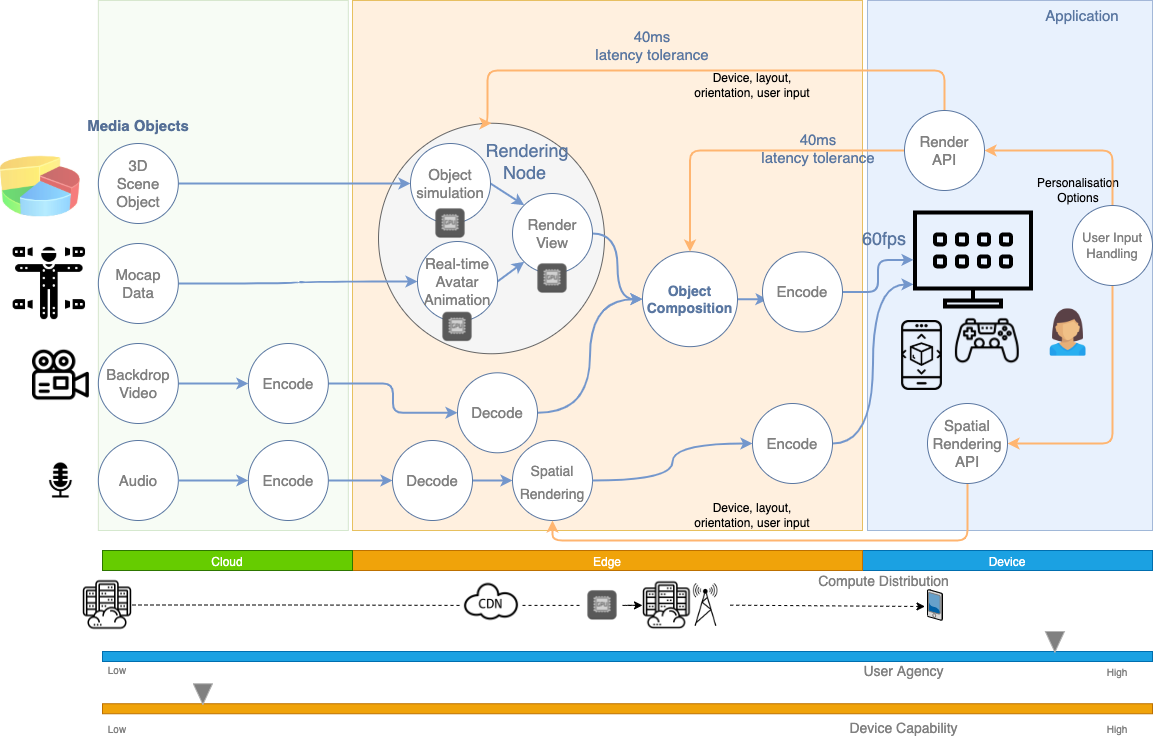 Application
40ms
latency tolerance
Device, layout,
orientation, user input
Media Objects
40ms
latency tolerance
Render
API
3D
Scene
Object
Rendering
Node
Object
simulation
Personalisation
Options
Render
View
60fps
User Input
Handling
Mocap
Data
Real-time
Avatar
Animation
Object
Composition
Encode
Backdrop
Video
Encode
Decode
Spatial
Rendering
API
Encode
Audio
Encode
Decode
Spatial
Rendering
Device, layout,
orientation, user input
Cloud
Edge
Device
Compute Distribution
CDN
Low
User Agency
High
Low
Device Capability
High